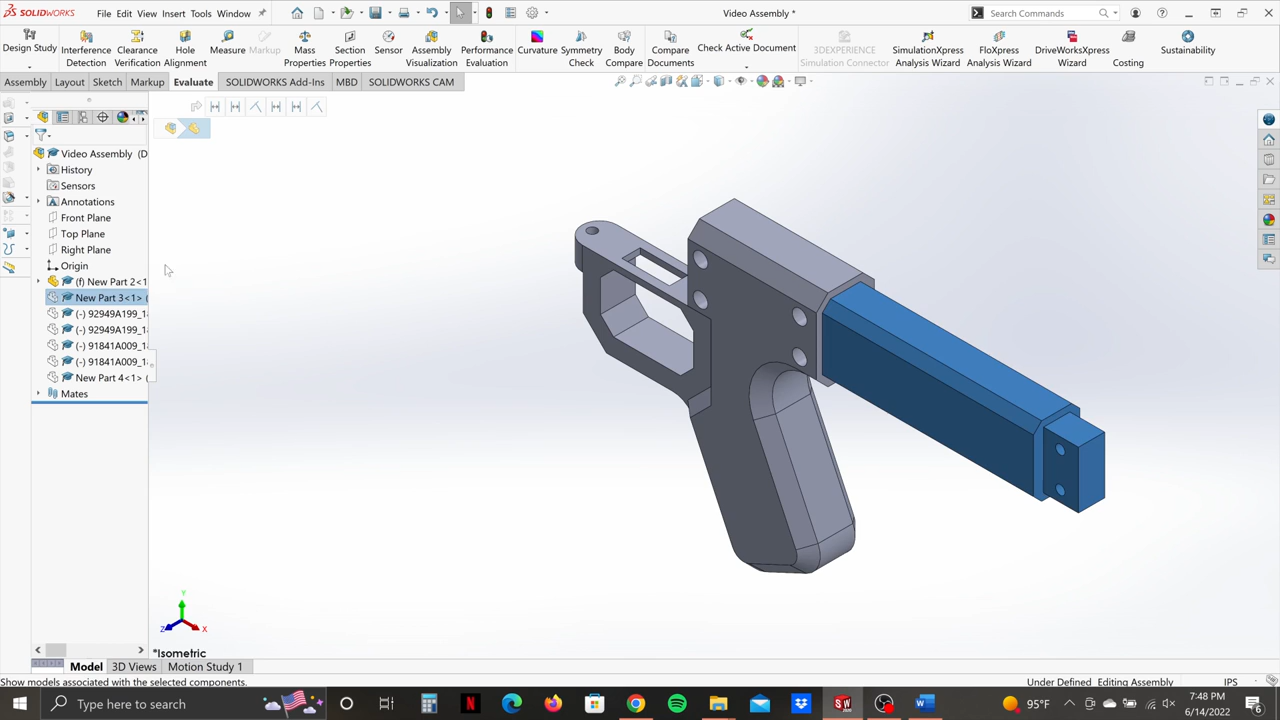 SOLIDWORKS File Edit View Insert Tools Window Video Assembly * Search Commands
Design Study Interference Detection Clearance Verification Hole Alignment Measure Markup Mass Properties Section Properties Sensor Assembly Visualization Performance Evaluation Curvature Symmetry Check Body Compare Compare Documents Check Active Document 3DEXPERIENCE Simulation Connector SimulationXpress Analysis Wizard FloXpress Analysis Wizard DriveWorksXpress Wizard Costing Sustainability
Assembly Layout Sketch Markup Evaluate SOLIDWORKS Add-Ins MBD SOLIDWORKS CAM
Video Assembly (D
History
Sensors
Annotations
Front Plane
Top Plane
Right Plane
Origin
(f) New Part 2<1
New Part 3<1> (
(-) 92949A199_1
(-) 92949A199_1
(-) 91841A009_1
(-) 91841A009_1
New Part 4<1> (
Mates
Y
Z X
*Isometric
Model 3D Views Motion Study 1
Show models associated with the selected components. Under Defined Editing Assembly IPS
Type here to search 95°F 7:48 PM
6/14/2022